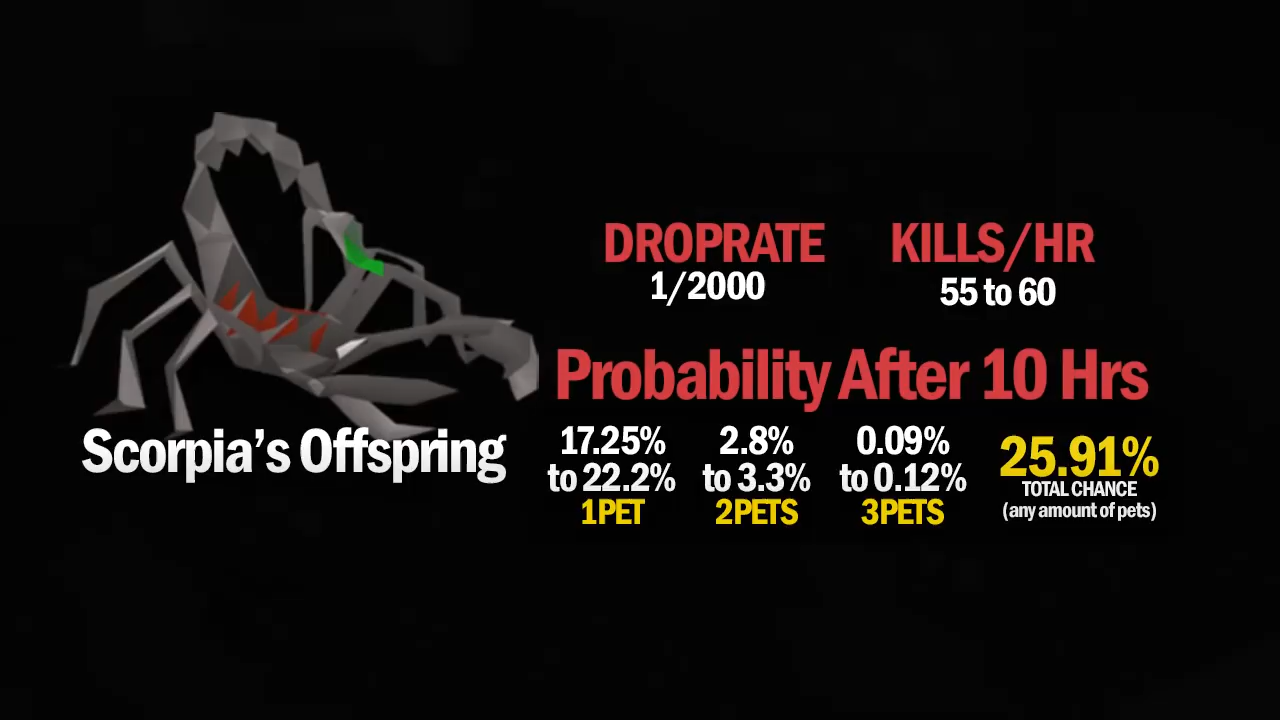 DROPRATE
1/2000
KILLS/HR
55 to 60
Probability After 10 Hrs
Scorpia's Offspring
17.25%
to 22.2%
1PET
2.8%
to 3.3%
2PETS
0.09%
to 0.12%
3PETS
25.91%
TOTAL CHANCE
(any amount of pets)